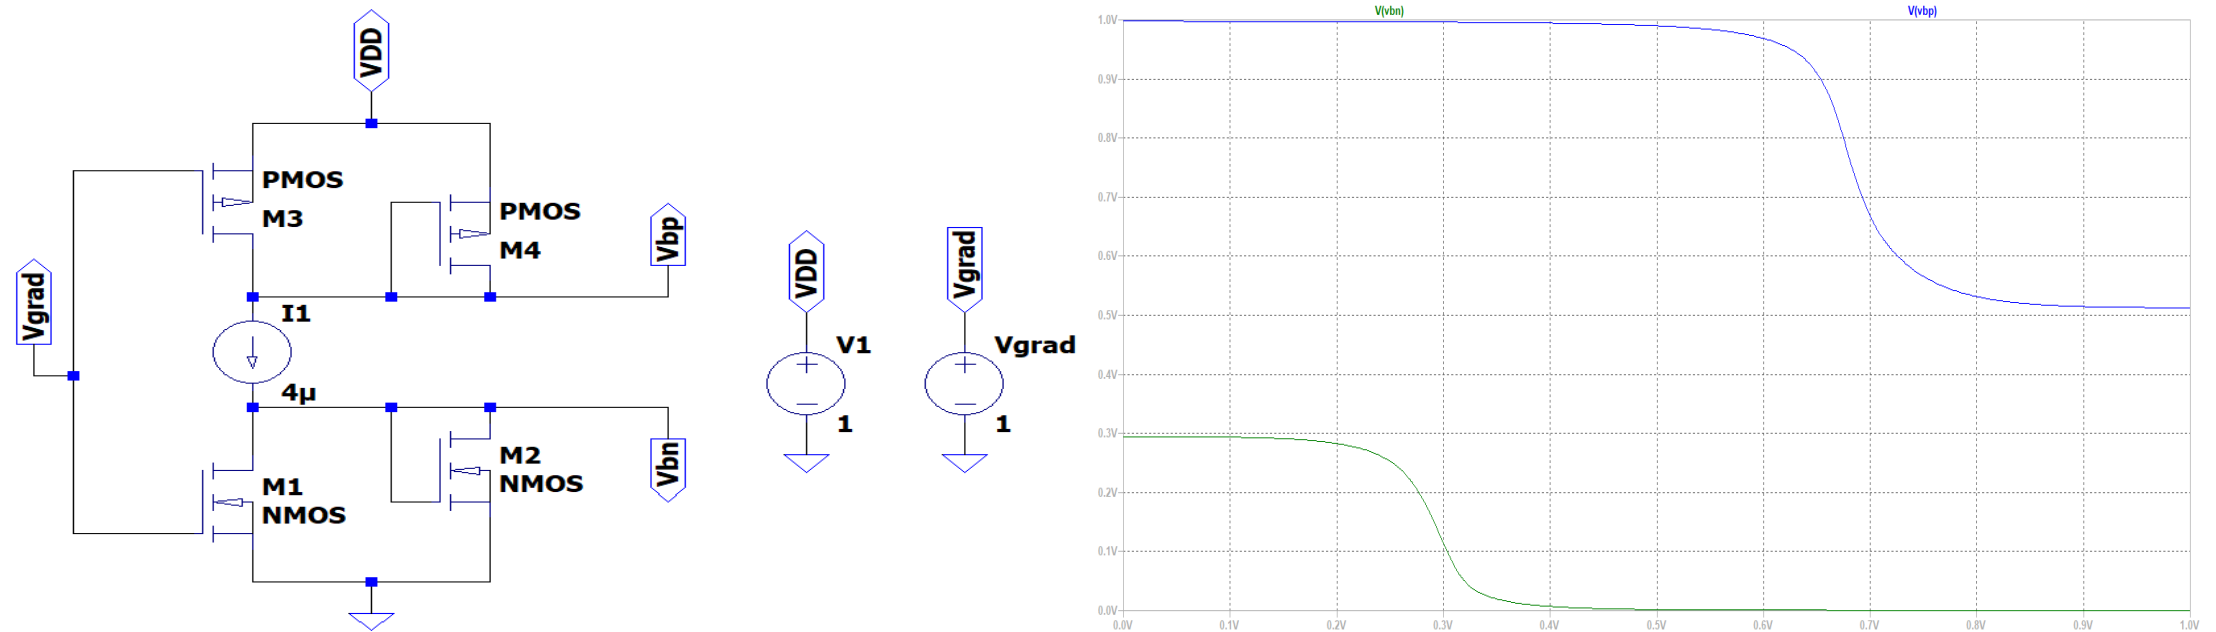 VDD
PMOS
M3
PMOS
M4
Vbp
Vgrad
I1
4µ
M1
NMOS
M2
NMOS
Vbn
VDD
V1
1
Vgrad
Vgrad
1
V(vbn)
V(vbp)
1.0V
0.9V
0.8V
0.7V
0.6V
0.5V
0.4V
0.3V
0.2V
0.1V
0.0V
0.0V 0.1V 0.2V 0.3V 0.4V 0.5V 0.6V 0.7V 0.8V 0.9V 1.0V